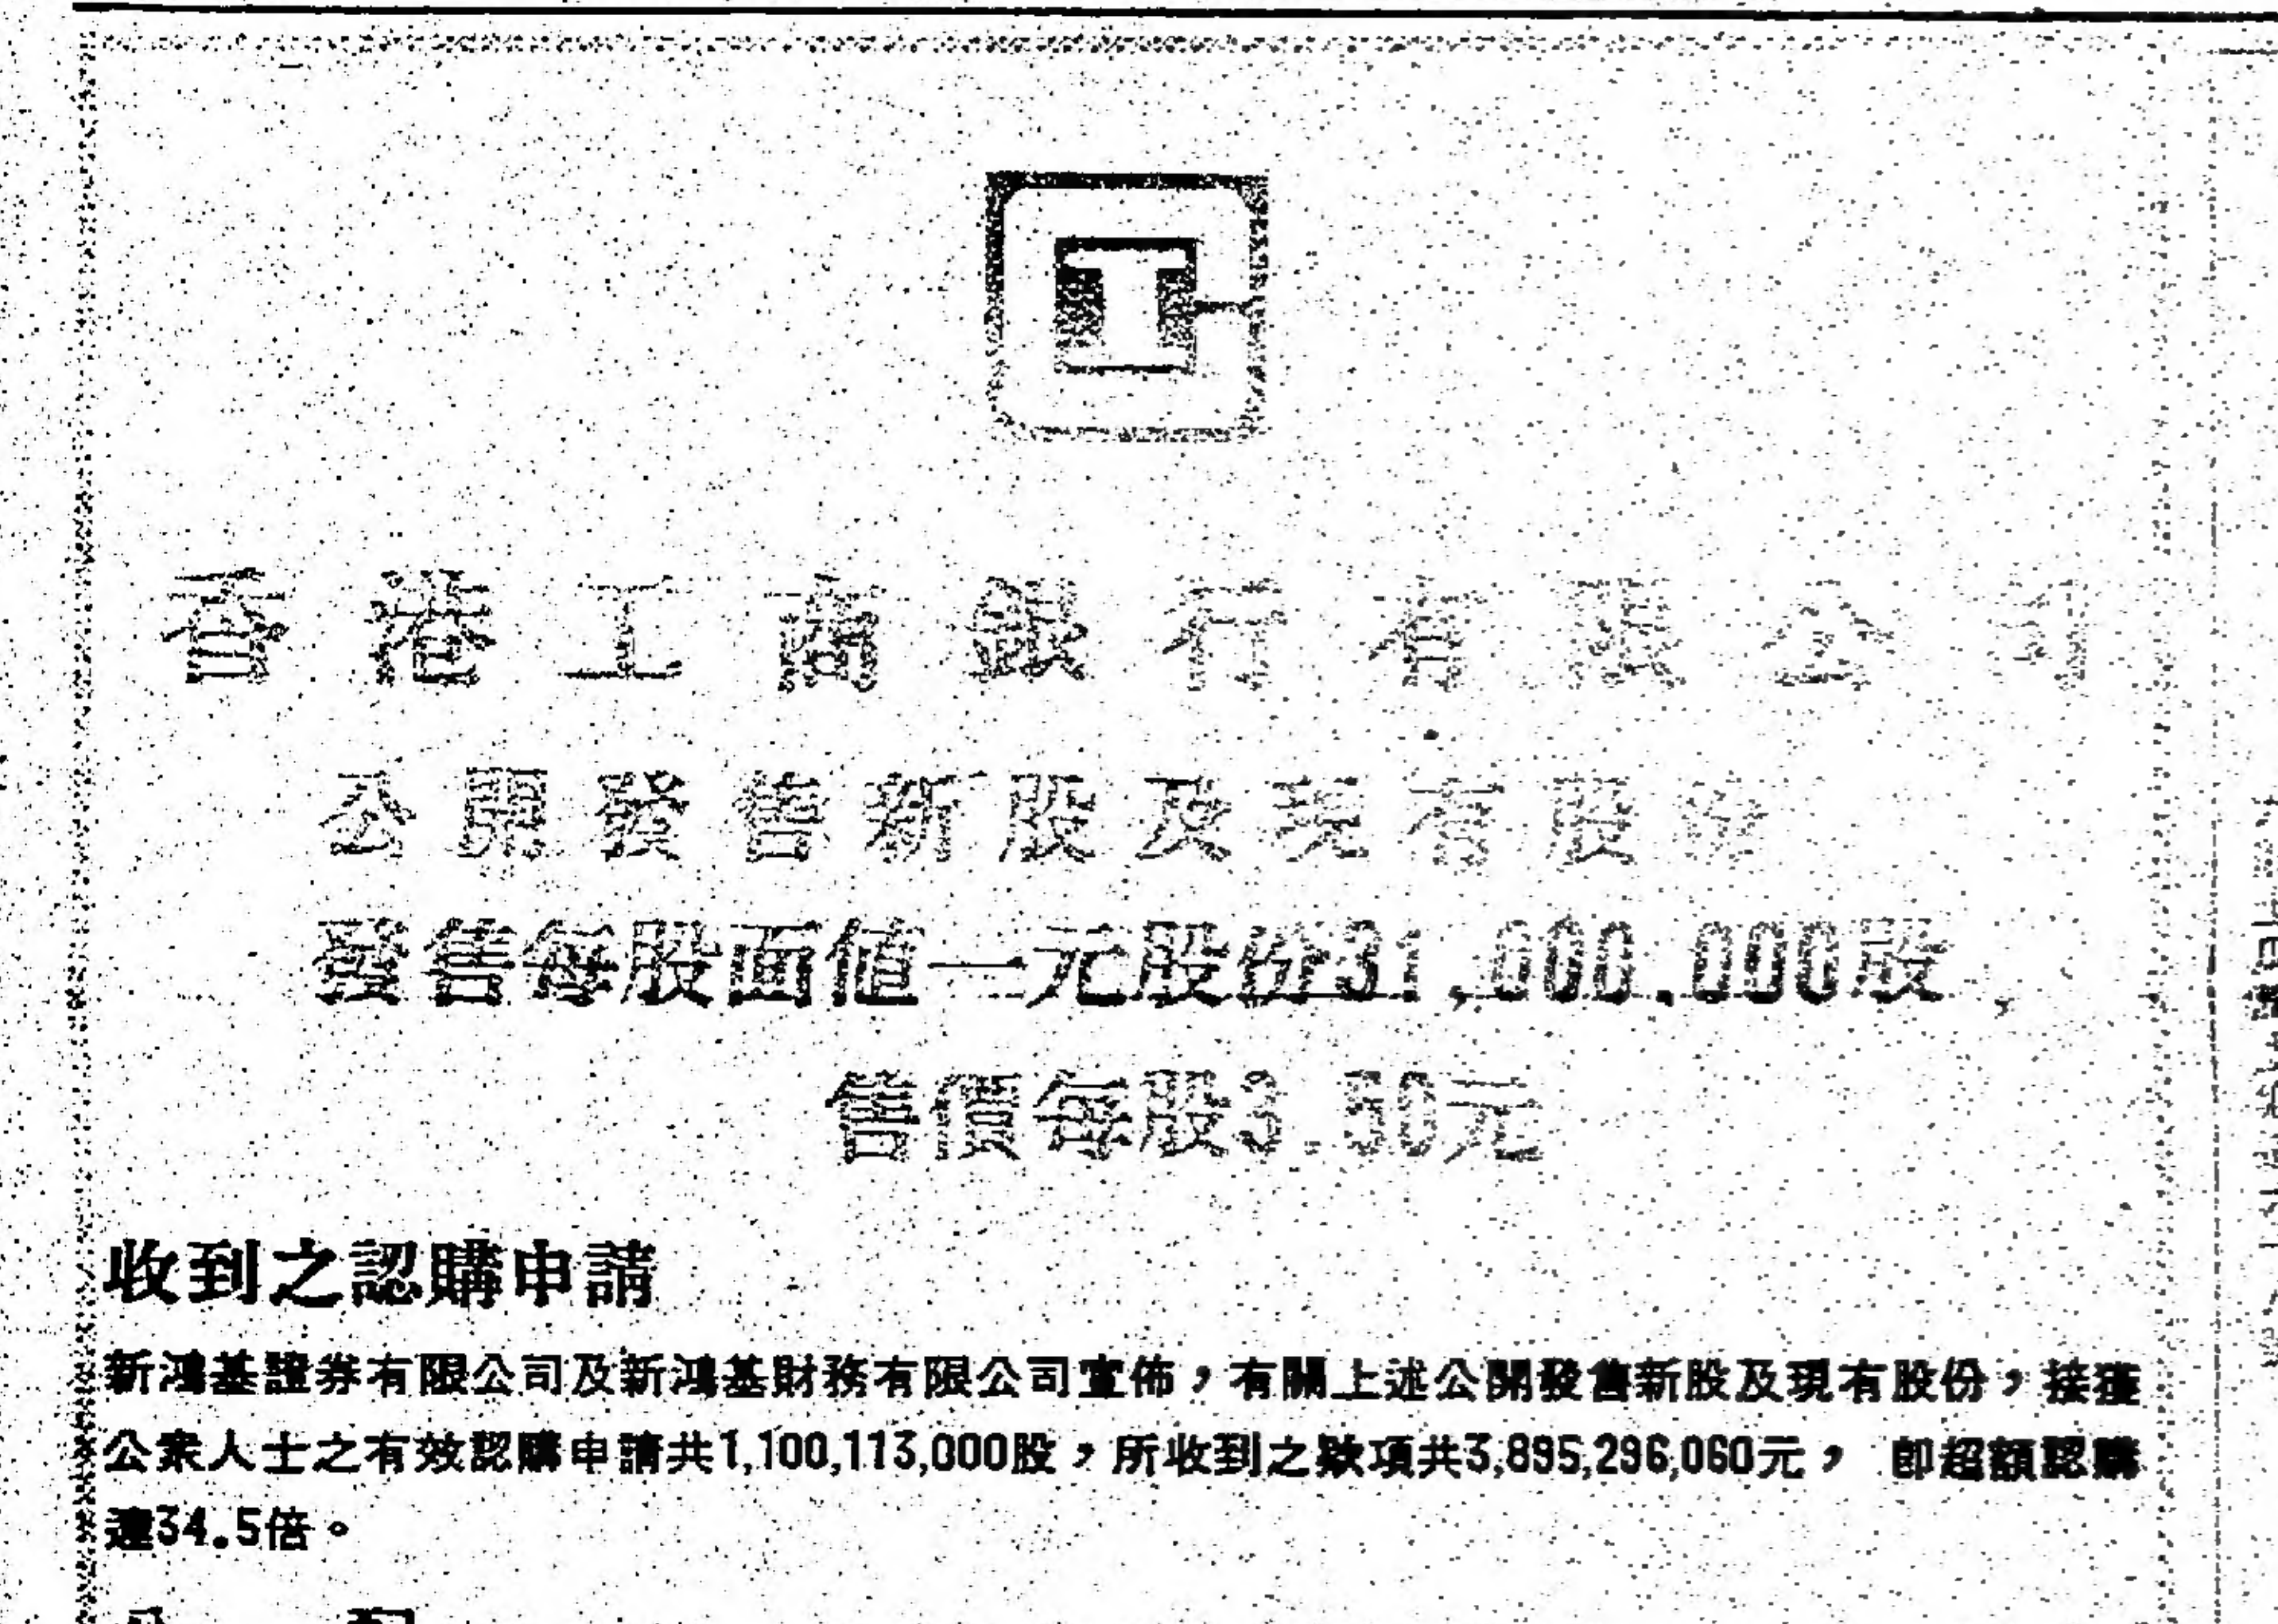 香港工商銀行有限公司
公開發售新股及現有股份
發售每股面值一元股份31,000,000股，
售價每股3.50元
收到之認購申請
新鴻基證券有限公司及新鴻基財務有限公司宣佈，有關上述公開發售新股及現有股份，接獲
公眾人士之有效認購申請共1,100,113,000股，所收到之款項共3,895,296,060元， 即超額認購
達34.5倍。